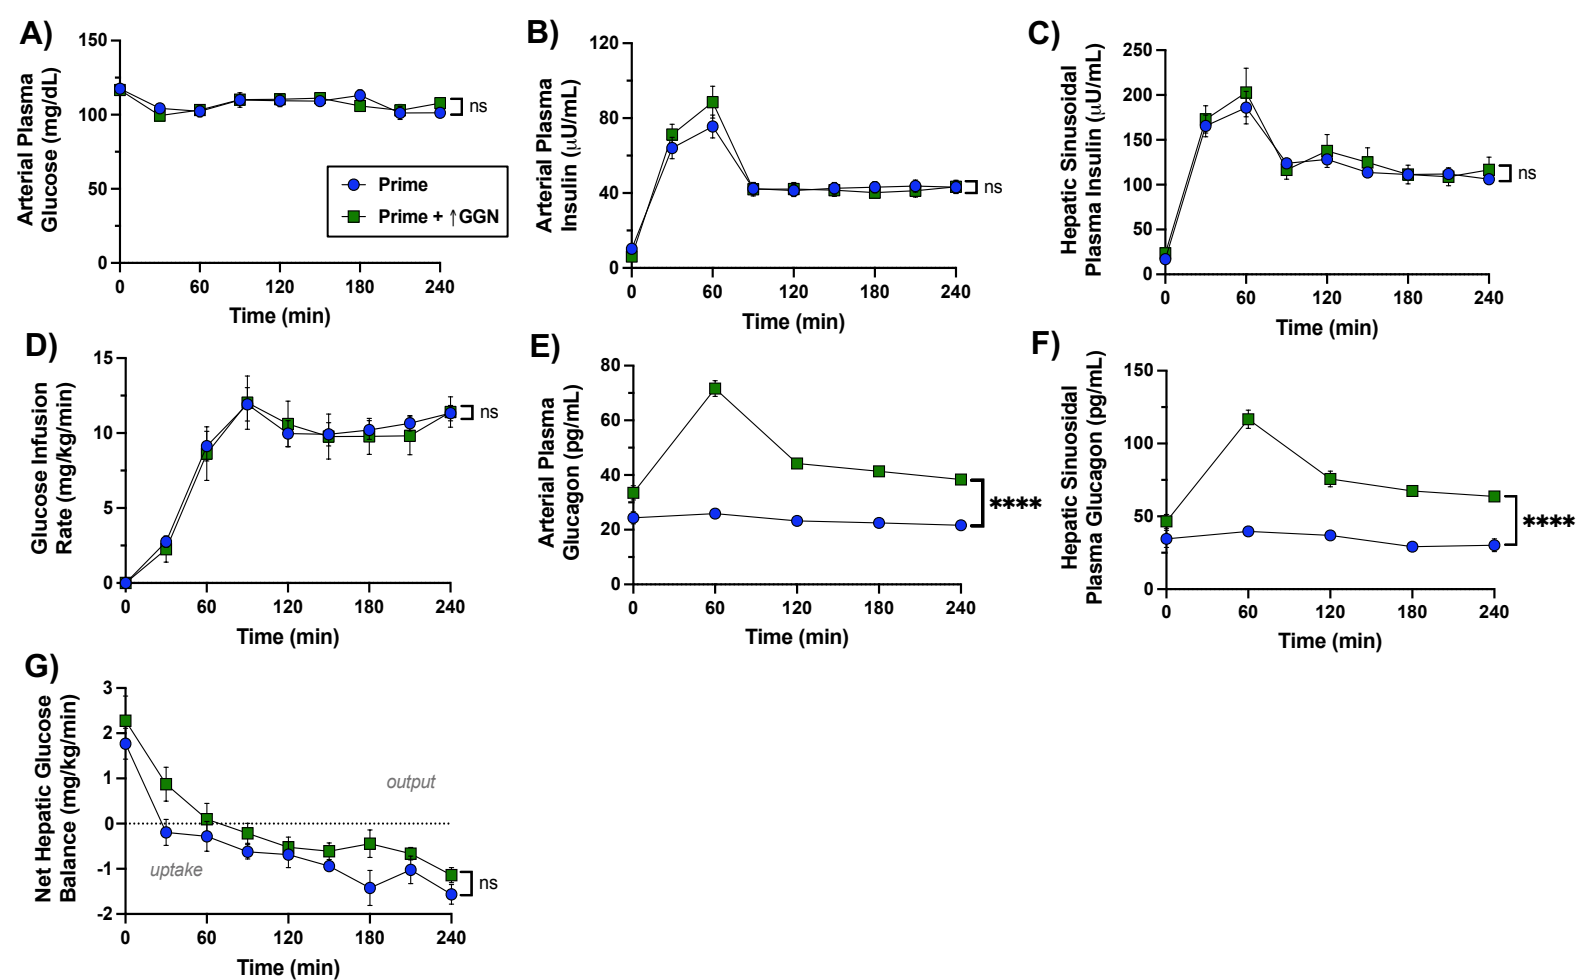 A)
Arterial Plasma
Glucose (mg/dL)
150
100
50
0
0 60 120 180 240
Time (min)
ns
Prime
Prime + ↑GGN
B)
Arterial Plasma
Insulin (μU/mL)
120
80
40
0
0 60 120 180 240
Time (min)
ns
C)
Hepatic Sinusoidal
Plasma Insulin (μU/mL)
250
200
150
100
50
0
0 60 120 180 240
Time (min)
ns
D)
Glucose Infusion
Rate (mg/kg/min)
15
10
5
0
0 60 120 180 240
Time (min)
ns
E)
Arterial Plasma
Glucagon (pg/mL)
80
60
40
20
0
0 60 120 180 240
Time (min)
****
F)
Hepatic Sinuosidal
Plasma Glucagon (pg/mL)
150
100
50
0
0 60 120 180 240
Time (min)
****
G)
Net Hepatic Glucose
Balance (mg/kg/min)
3
2
1
0
-1
-2
0 60 120 180 240
Time (min)
output
uptake
ns